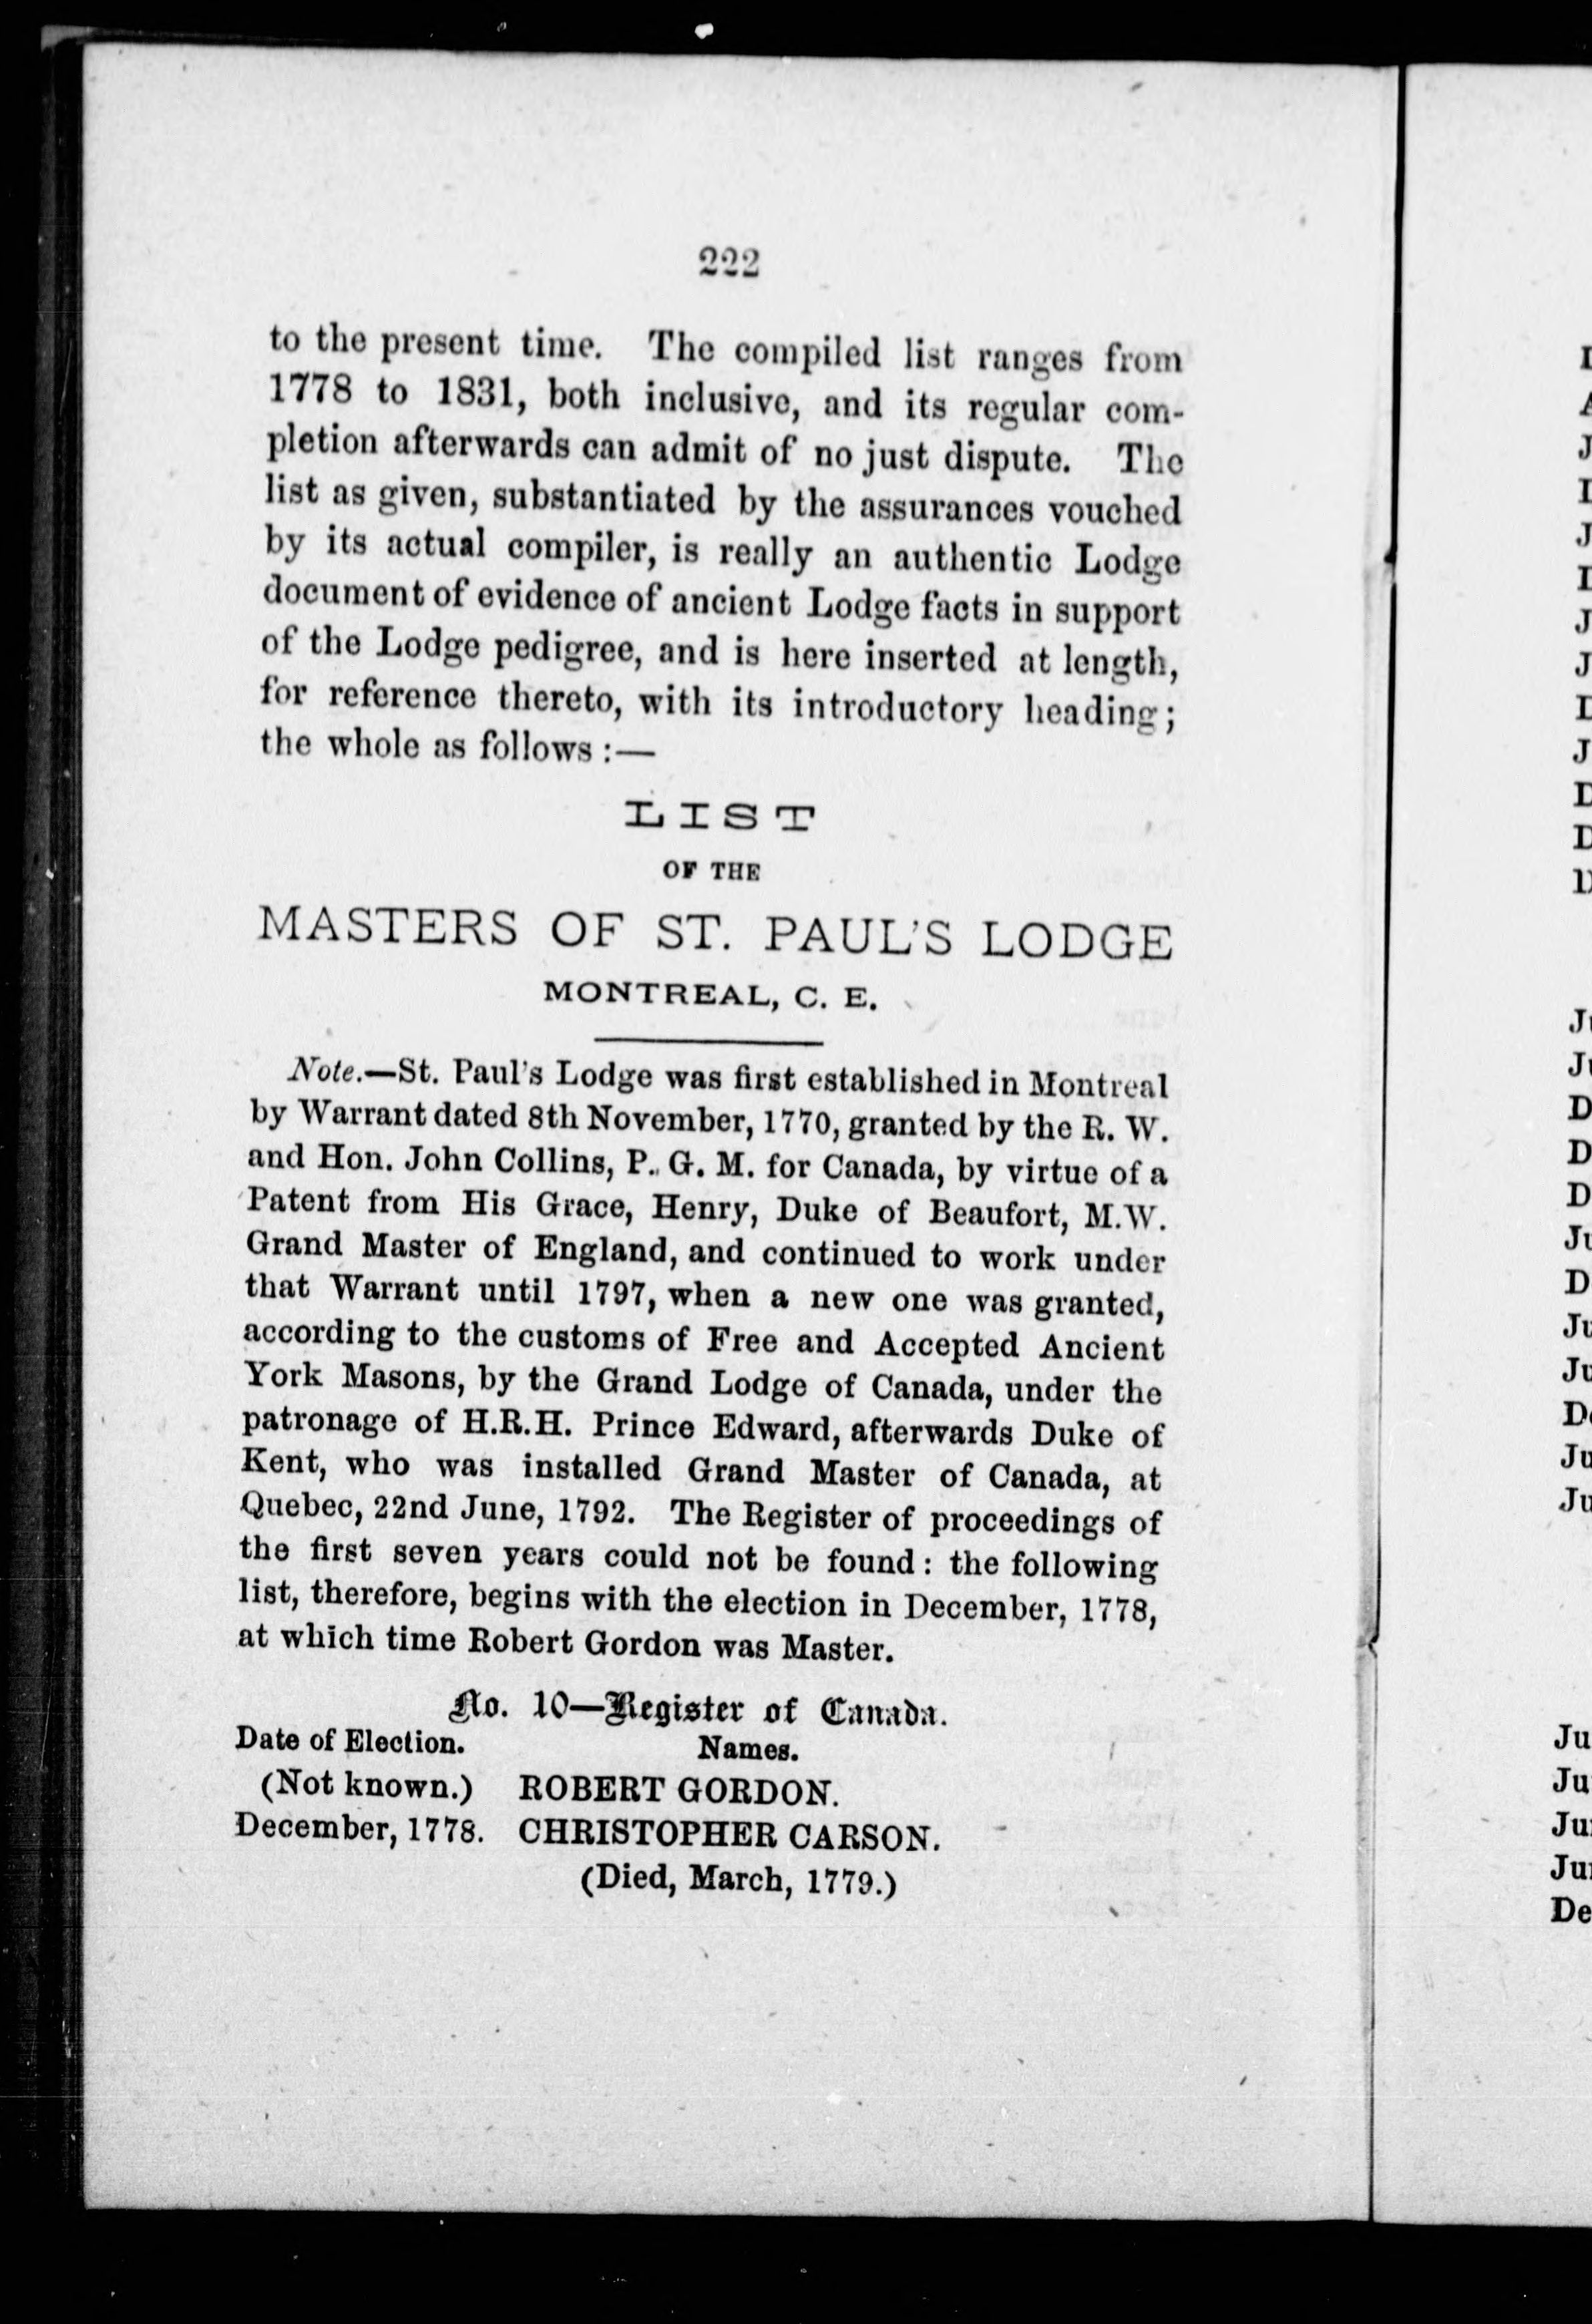 222
to the present time. The compiled list ranges from
1778 to 1831, both inclusive, and its regular com-
pletion afterwards can admit of no just dispute. The
list as given, substantiated by the assurances vouched
by its actual compiler, is really an authentic Lodge
document of evidence of ancient Lodge facts in support
of the Lodge pedigree, and is here inserted at length,
for reference thereto, with its introductory heading;
the whole as follows :—
LIST
OF THE
MASTERS OF ST. PAUL'S LODGE
MONTREAL, C. E.
Note.—St. Paul's Lodge was first established in Montreal
by Warrant dated 8th November, 1770, granted by the R. W.
and Hon. John Collins, P. G. M. for Canada, by virtue of a
Patent from His Grace, Henry, Duke of Beaufort, M.W.
Grand Master of England, and continued to work under
that Warrant until 1797, when a new one was granted,
according to the customs of Free and Accepted Ancient
York Masons, by the Grand Lodge of Canada, under the
patronage of H.R.H. Prince Edward, afterwards Duke of
Kent, who was installed Grand Master of Canada, at
Quebec, 22nd June, 1792. The Register of proceedings of
the first seven years could not be found: the following
list, therefore, begins with the election in December, 1778,
at which time Robert Gordon was Master.
No. 10—Register of Canada.
Date of Election. Names.
(Not known.) ROBERT GORDON.
December, 1778. CHRISTOPHER CARSON.
(Died, March, 1779.)